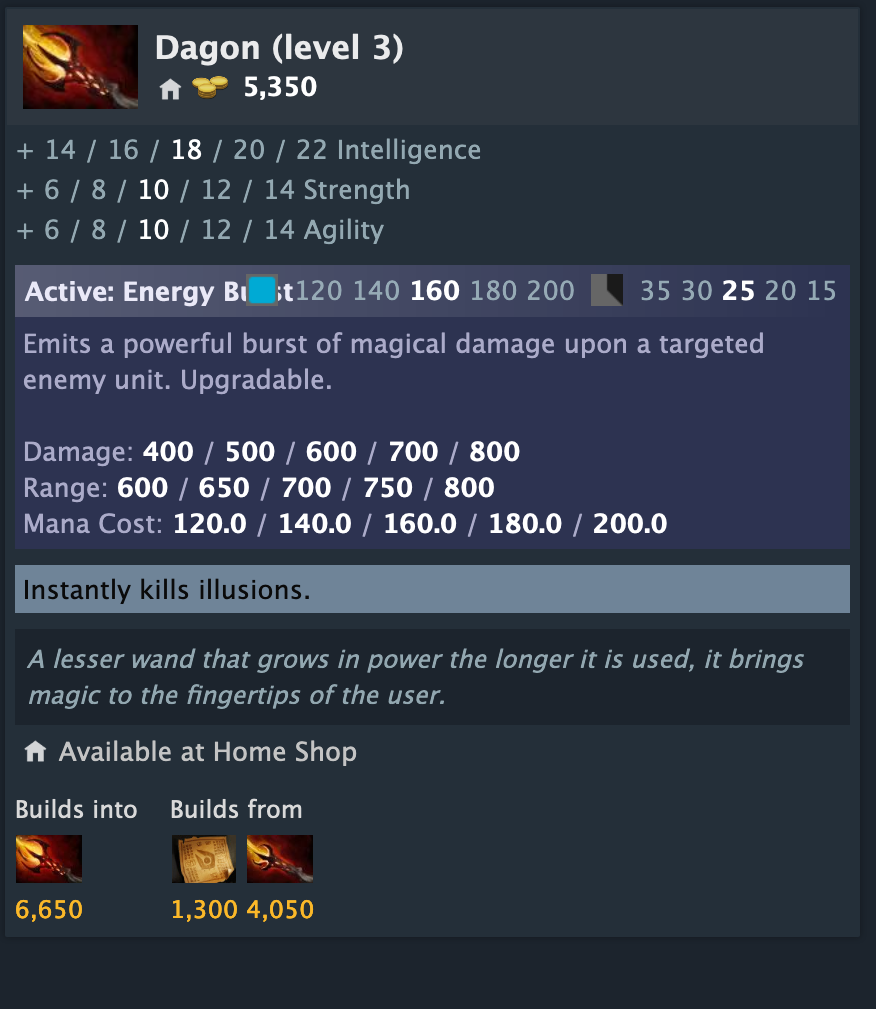 Dagon (level 3)
5,350
+ 14 / 16 / 18 / 20 / 22 Intelligence
+ 6 / 8 / 10 / 12 / 14 Strength
+ 6 / 8 / 10 / 12 / 14 Agility
Active: Energy 120 140 160 180 200 35 30 25 20 15
Emits a powerful burst of magical damage upon a targeted
enemy unit. Upgradable.
Damage: 400 / 500 / 600 / 700 / 800
Range: 600 / 650 / 700 / 750 / 800
Mana Cost: 120.0 / 140.0 / 160.0 / 180.0 / 200.0
Instantly kills illusions.
A lesser wand that grows in power the longer it is used, it brings
magic to the fingertips of the user.
Available at Home Shop
Builds into Builds from
6,650 1,300 4,050